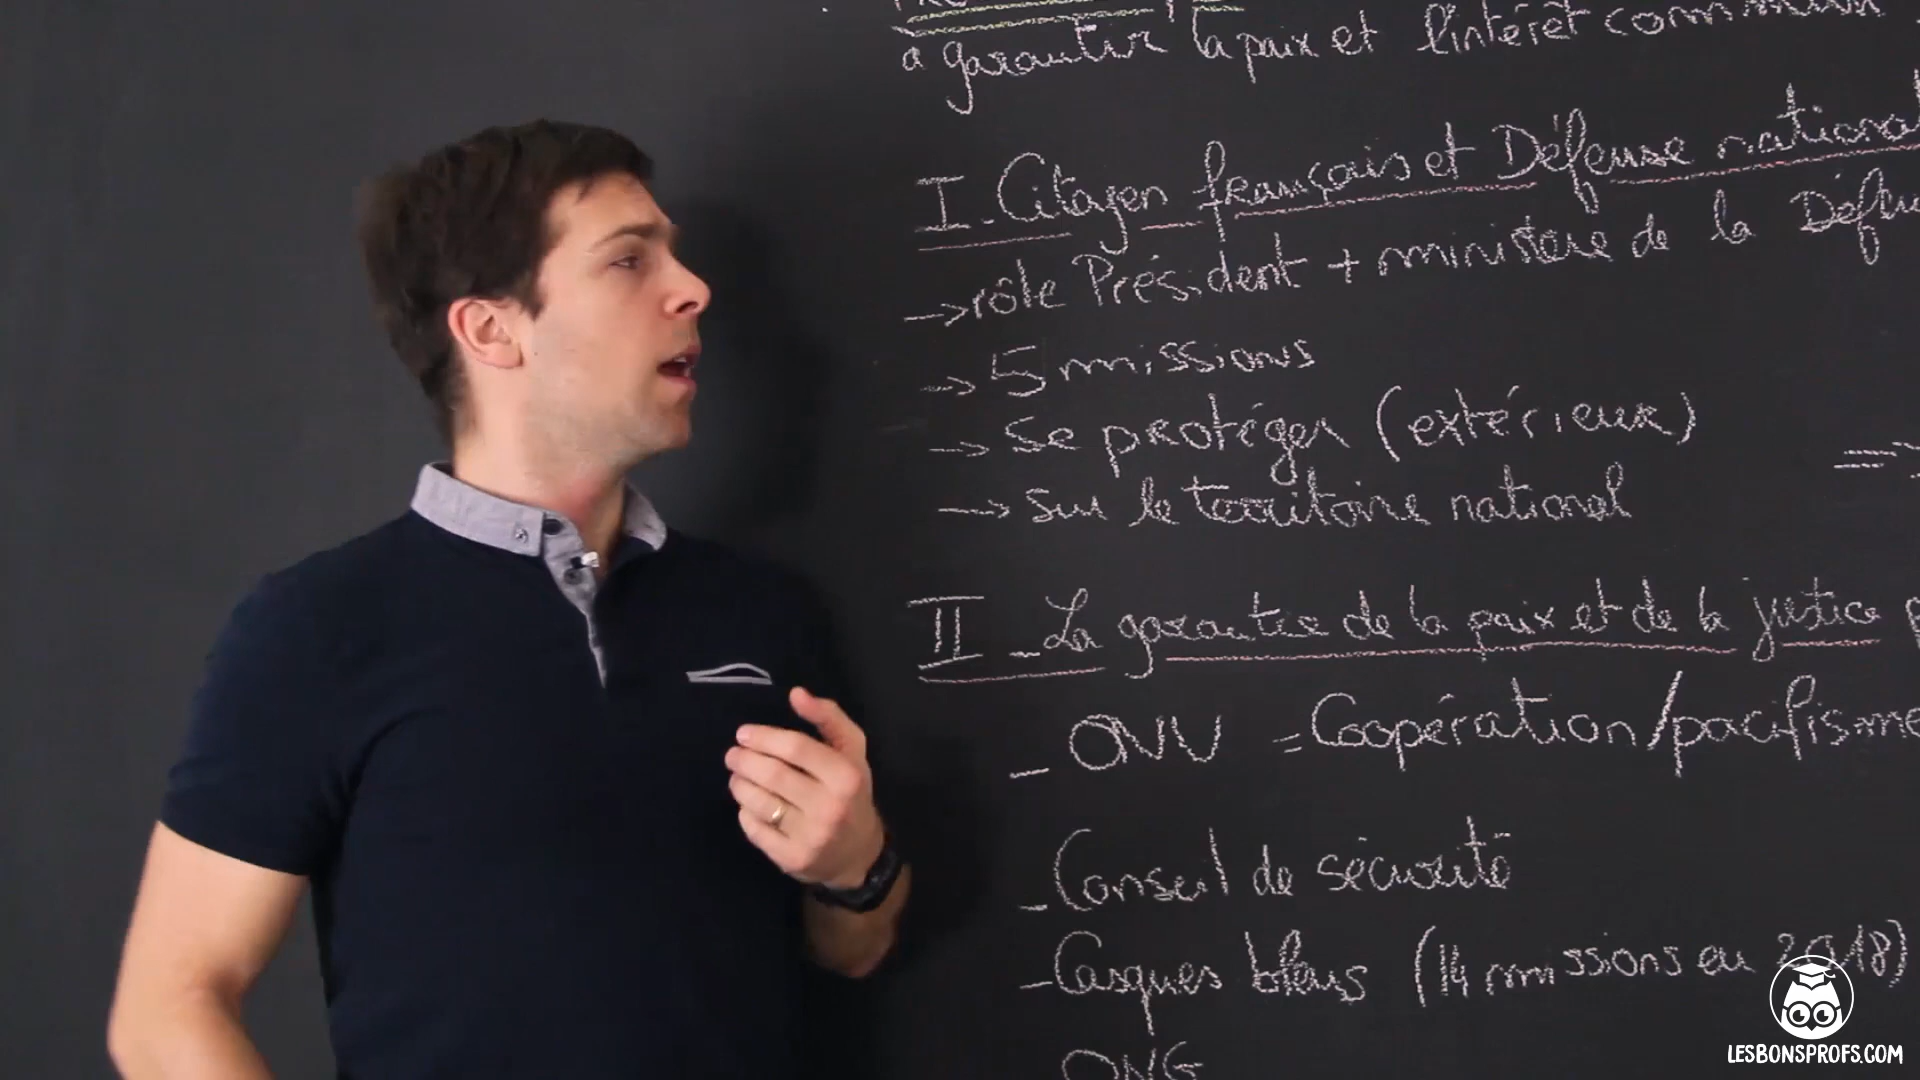 à garantir la paix et l'intérêt commun
I - Citoyen français et Défense national
→ rôle Président + ministère de la Défense
→ 5 missions
→ se protéger (extérieur)
→ sur le territoire national
=>
II - La garantie de la paix et de la justice
- ONU = Coopération/pacifisme
- Conseil de sécurité
- Casques bleus (14 missions en 2018)
ONG
LESBONSPROFS.COM